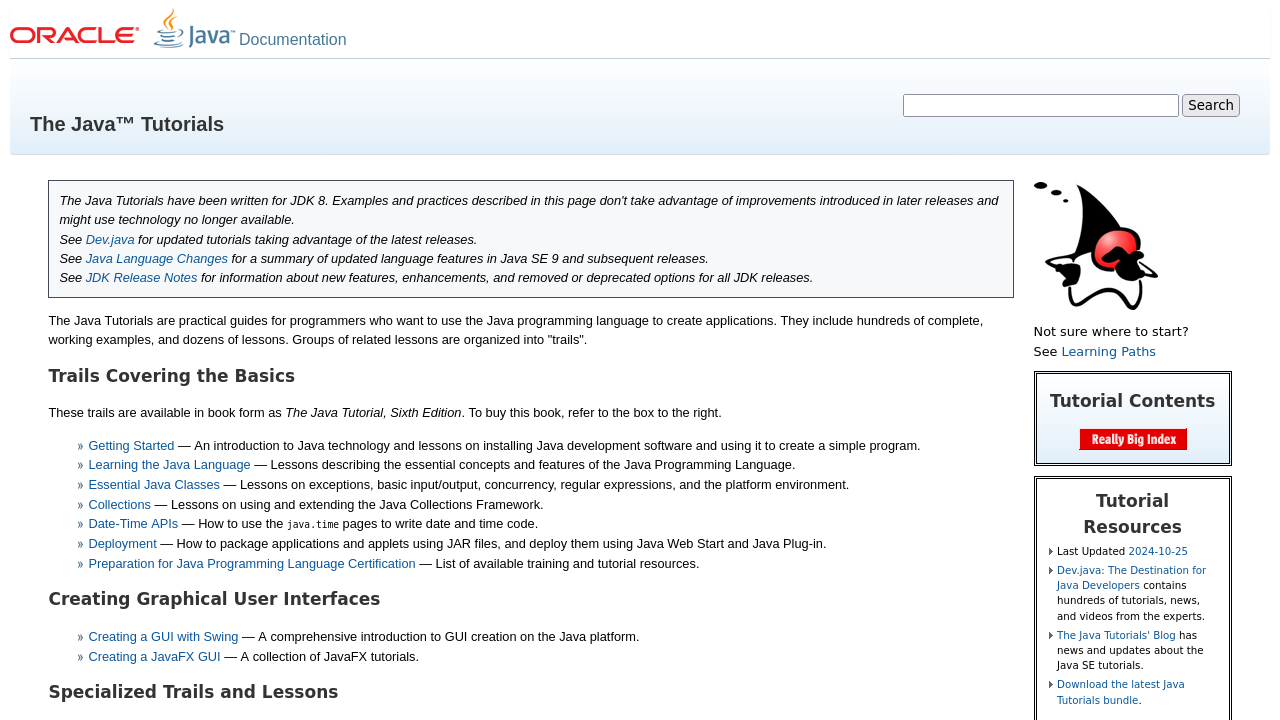 ORACLE Java™ Documentation
The Java™ Tutorials
Search
The Java Tutorials have been written for JDK 8. Examples and practices described in this page don't take advantage of improvements introduced in later releases and
might use technology no longer available.
See Dev.java for updated tutorials taking advantage of the latest releases.
See Java Language Changes for a summary of updated language features in Java SE 9 and subsequent releases.
See JDK Release Notes for information about new features, enhancements, and removed or deprecated options for all JDK releases.
The Java Tutorials are practical guides for programmers who want to use the Java programming language to create applications. They include hundreds of complete,
working examples, and dozens of lessons. Groups of related lessons are organized into "trails".
Trails Covering the Basics
These trails are available in book form as The Java Tutorial, Sixth Edition. To buy this book, refer to the box to the right.
» Getting Started — An introduction to Java technology and lessons on installing Java development software and using it to create a simple program.
» Learning the Java Language — Lessons describing the essential concepts and features of the Java Programming Language.
» Essential Java Classes — Lessons on exceptions, basic input/output, concurrency, regular expressions, and the platform environment.
» Collections — Lessons on using and extending the Java Collections Framework.
» Date-Time APIs — How to use the java.time pages to write date and time code.
» Deployment — How to package applications and applets using JAR files, and deploy them using Java Web Start and Java Plug-in.
» Preparation for Java Programming Language Certification — List of available training and tutorial resources.
Creating Graphical User Interfaces
» Creating a GUI with Swing — A comprehensive introduction to GUI creation on the Java platform.
» Creating a JavaFX GUI — A collection of JavaFX tutorials.
Specialized Trails and Lessons
Not sure where to start?
See Learning Paths
Tutorial Contents
Really Big Index
Tutorial
Resources
Last Updated 2024-10-25
Dev.java: The Destination for
Java Developers contains
hundreds of tutorials, news,
and videos from the experts.
The Java Tutorials' Blog has
news and updates about the
Java SE tutorials.
Download the latest Java
Tutorials bundle.